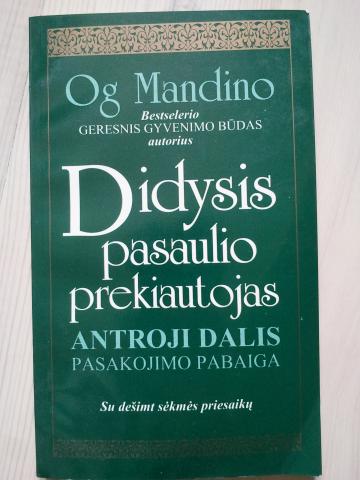 Og Mandino
Bestselerio
GERESNIS GYVENIMO BŪDAS
autorius
Didysis
pasaulio
prekiautojas
ANTROJI DALIS
PASAKOJIMO PABAIGA
Su dešimt sėkmės priesaikų